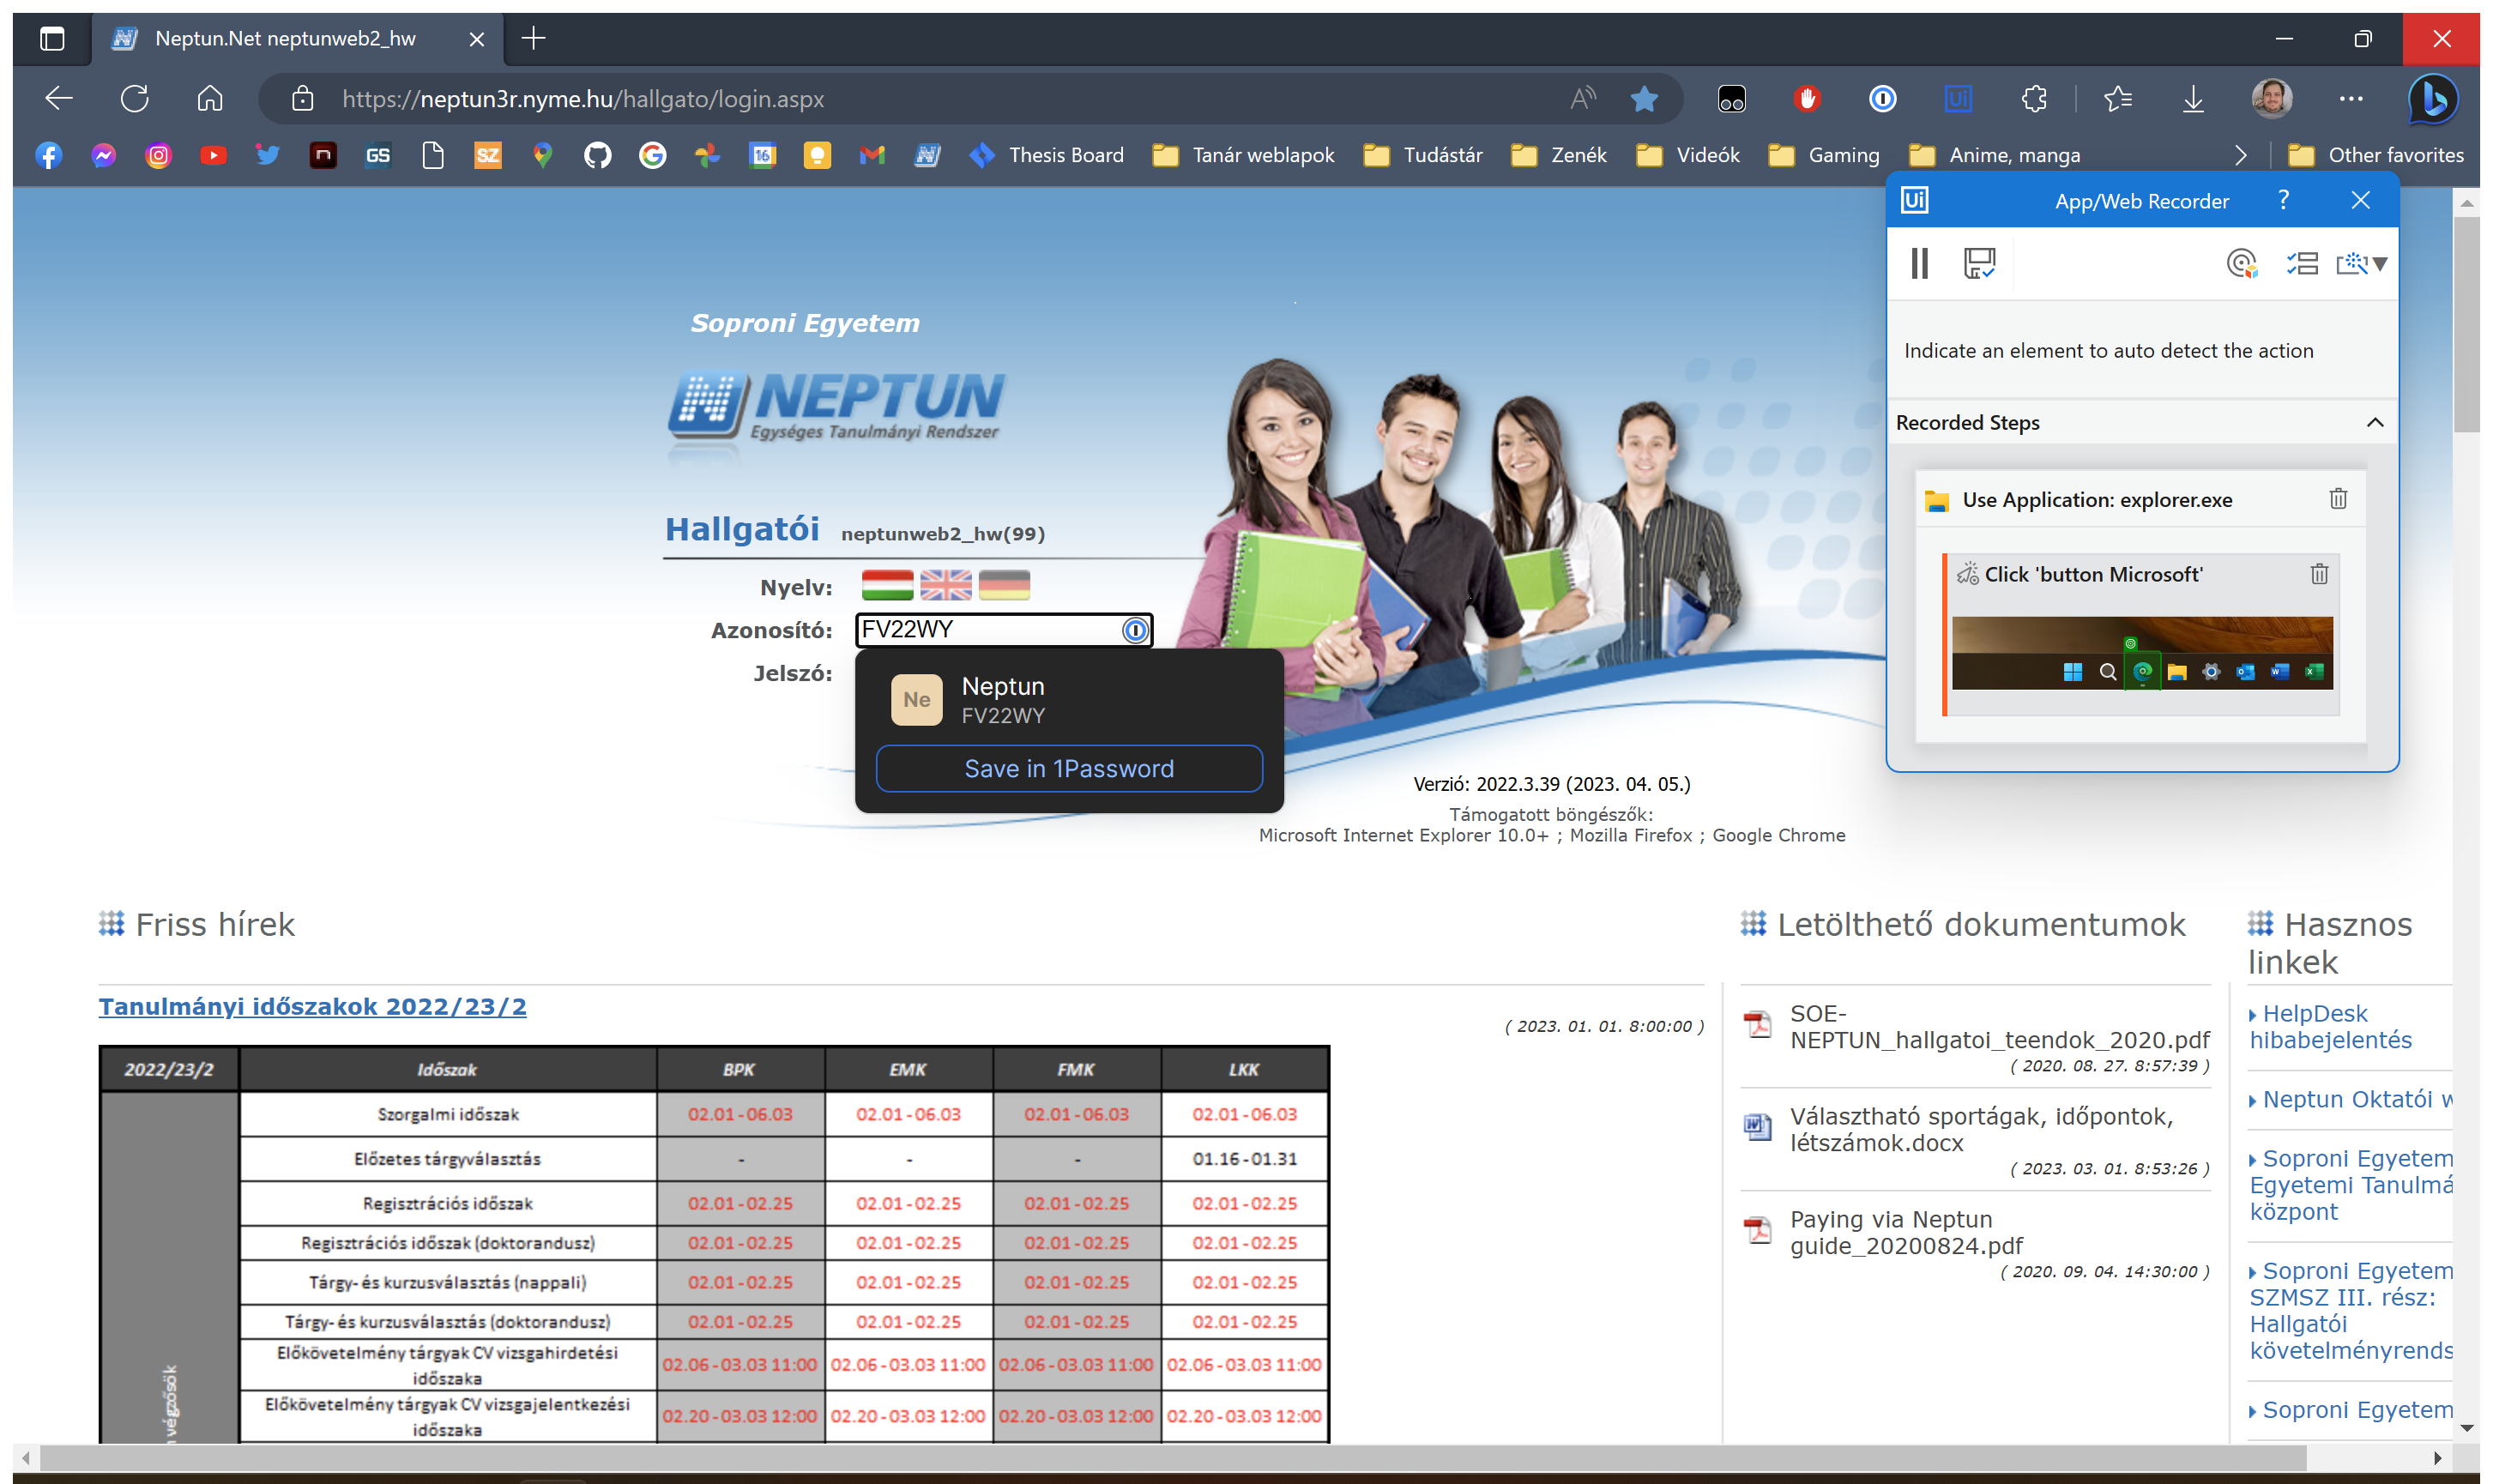 Neptun.Net neptunweb2_hw
https://neptun3r.nyme.hu/hallgato/login.aspx
GS
SZ
16
Thesis Board
Tanár weblapok
Tudástár
Zenék
Videók
Gaming
Anime, manga
Other favorites
Ui App/Web Recorder ?
Indicate an element to auto detect the action
Recorded Steps
Use Application: explorer.exe
Click 'button Microsoft'
Soproni Egyetem
NEPTUN
Egységes Tanulmányi Rendszer
Hallgatói neptunweb2_hw(99)
Nyelv:
Azonosító: FV22WY
Jelszó:
Ne
Neptun
FV22WY
Save in 1Password
Verzió: 2022.3.39 (2023. 04. 05.)
Támogatott böngészők:
Microsoft Internet Explorer 10.0+ ; Mozilla Firefox ; Google Chrome
Friss hírek
Tanulmányi időszakok 2022/23/2
( 2023. 01. 01. 8:00:00 )
2022/23/2 Időszak BPK EMK FMK LKK
Szorgalmi időszak 02.01-06.03 02.01-06.03 02.01-06.03 02.01-06.03
Előzetes tárgyválasztás - - - 01.16-01.31
Regisztrációs időszak 02.01-02.25 02.01-02.25 02.01-02.25 02.01-02.25
Regisztrációs időszak (doktorandusz) 02.01-02.25 02.01-02.25 02.01-02.25 02.01-02.25
Tárgy- és kurzusválasztás (nappali) 02.01-02.25 02.01-02.25 02.01-02.25 02.01-02.25
Tárgy- és kurzusválasztás (doktorandusz) 02.01-02.25 02.01-02.25 02.01-02.25 02.01-02.25
Előkövetelmény tárgyak CV vizsgahirdetési
időszaka
02.06-03.03 11:00 02.06-03.03 11:00 02.06-03.03 11:00 02.06-03.03 11:00
Előkövetelmény tárgyak CV vizsgajelentkezési
időszaka
02.20-03.03 12:00 02.20-03.03 12:00 02.20-03.03 12:00 02.20-03.03 12:00
végzősök
Letölthető dokumentumok
SOE-
NEPTUN_hallgatoi_teendok_2020.pdf
( 2020. 08. 27. 8:57:39 )
Választható sportágak, időpontok,
létszámok.docx
( 2023. 03. 01. 8:53:26 )
Paying via Neptun
guide_20200824.pdf
( 2020. 09. 04. 14:30:00 )
Hasznos
linkek
HelpDesk
hibabejelentés
Neptun Oktatói w
Soproni Egyetem
Egyetemi Tanulmá
központ
Soproni Egyetem
SZMSZ III. rész:
Hallgatói
követelményrends
Soproni Egyetem